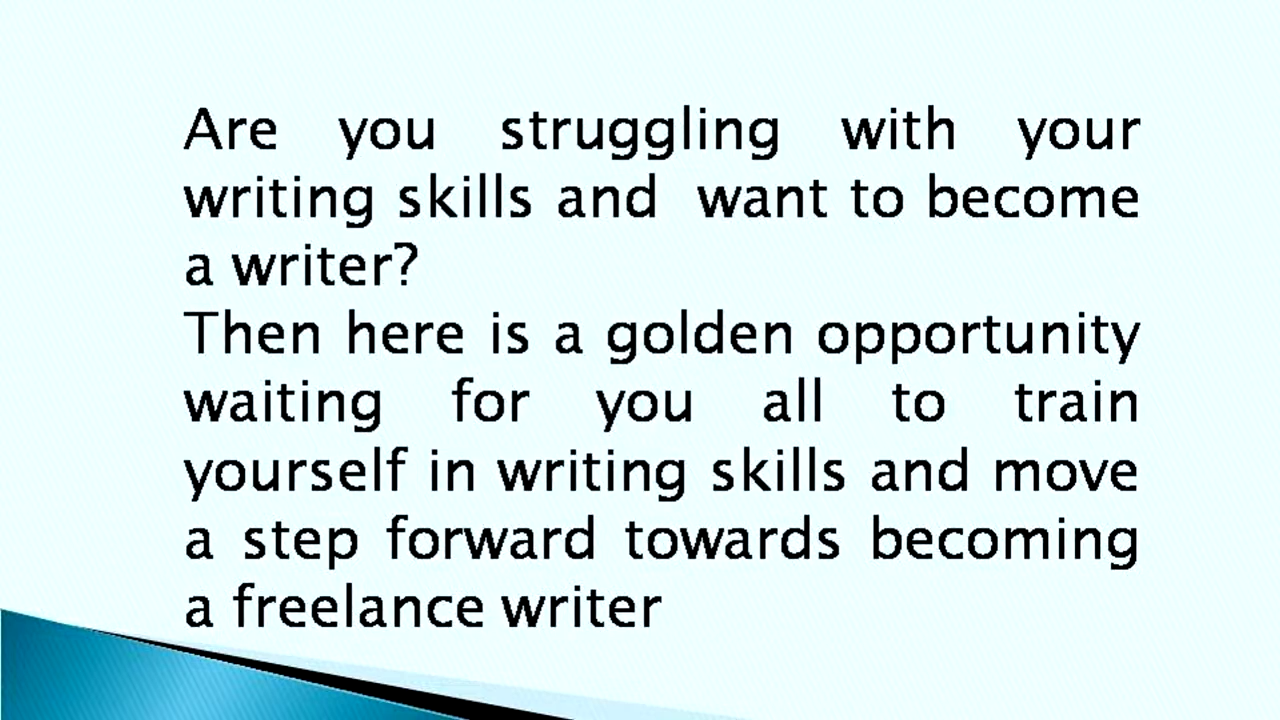 Are you struggling with your
writing skills and want to become
a writer?
Then here is a golden opportunity
waiting for you all to train
yourself in writing skills and move
a step forward towards becoming
a freelance writer